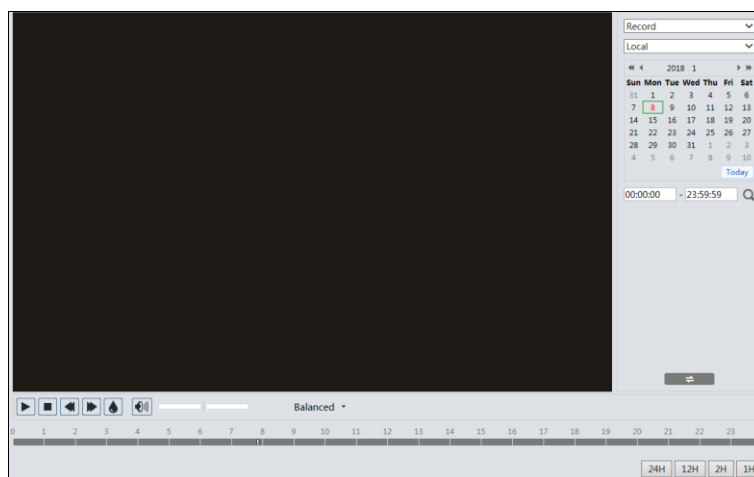 Record
Local
2018 1
Sun Mon Tue Wed Thu Fri Sat
31 1 2 3 4 5 6
7 8 9 10 11 12 13
14 15 16 17 18 19 20
21 22 23 24 25 26 27
28 29 30 31 1 2 3
4 5 6 7 8 9 10
Today
00:00:00 - 23:59:59
Balanced
0 1 2 3 4 5 6 7 8 9 10 11 12 13 14 15 16 17 18 19 20 21 22 23
24H 12H 2H 1H